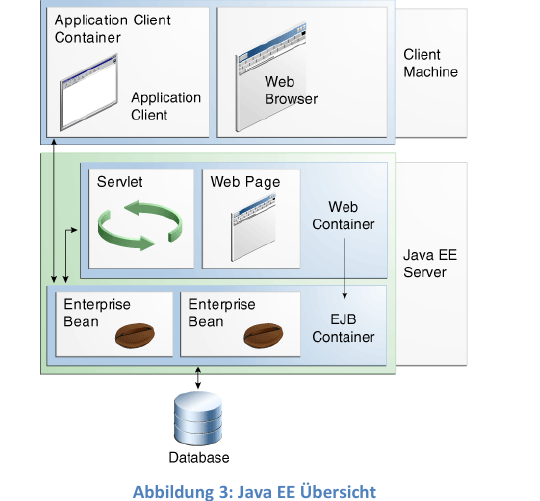 Application Client
Container
Application
Client
Web
Browser
Client
Machine
Servlet
Web Page
Web
Container
Java EE
Server
Enterprise
Bean
Enterprise
Bean
EJB
Container
Database
Abbildung 3: Java EE Übersicht